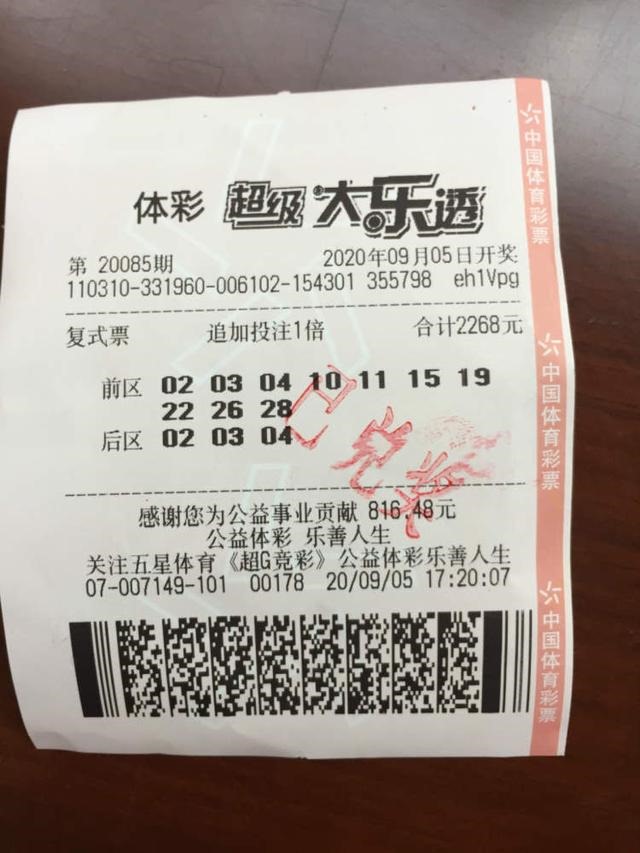 体彩 超级大乐透
第 20085期 2020年09月05日开奖
110310-331960-006102-154301 355798 eh1Vpg
复式票 追加投注1倍 合计2268元
前区 02 03 04 10 11 15 19
22 26 28
后区 02 03 04
已兑奖
感谢您为公益事业贡献 816.48元
公益体彩 乐善人生
关注五星体育《超G竞彩》公益体彩乐善人生
07-007149-101 00178 20/09/05 17:20:07
中国体育彩票
中国体育彩票
中国体育彩票